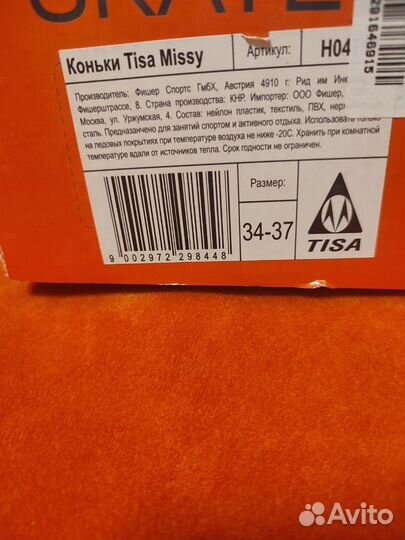 SKATE
Коньки Tisa Missy
Артикул:
H04
Производитель: Фишер Спортс ГмбХ, Австрия 4910 г. Рид им Инк
Фишерштрассе, 8. Страна производства: КНР. Импортер: ООО Фишер,
Москва, ул. Уржумская, 4. Состав: нейлон пластик, текстиль, ПВХ, нерж
сталь. Предназначено для занятий спортом и активного отдыха. Использовать только
на ледовых покрытиях при температуре воздуха не ниже -20С. Хранить при комнатной
температуре вдали от источников тепла. Срок годности не ограничен.
Размер:
34-37
TISA
9 002972 298448
201646915
Avito